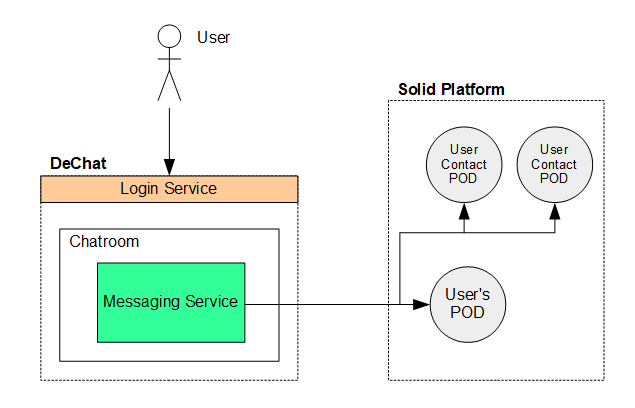 User
Solid Platform
User
Contact
POD
User
Contact
POD
DeChat
Login Service
Chatroom
Messaging Service
User's
POD